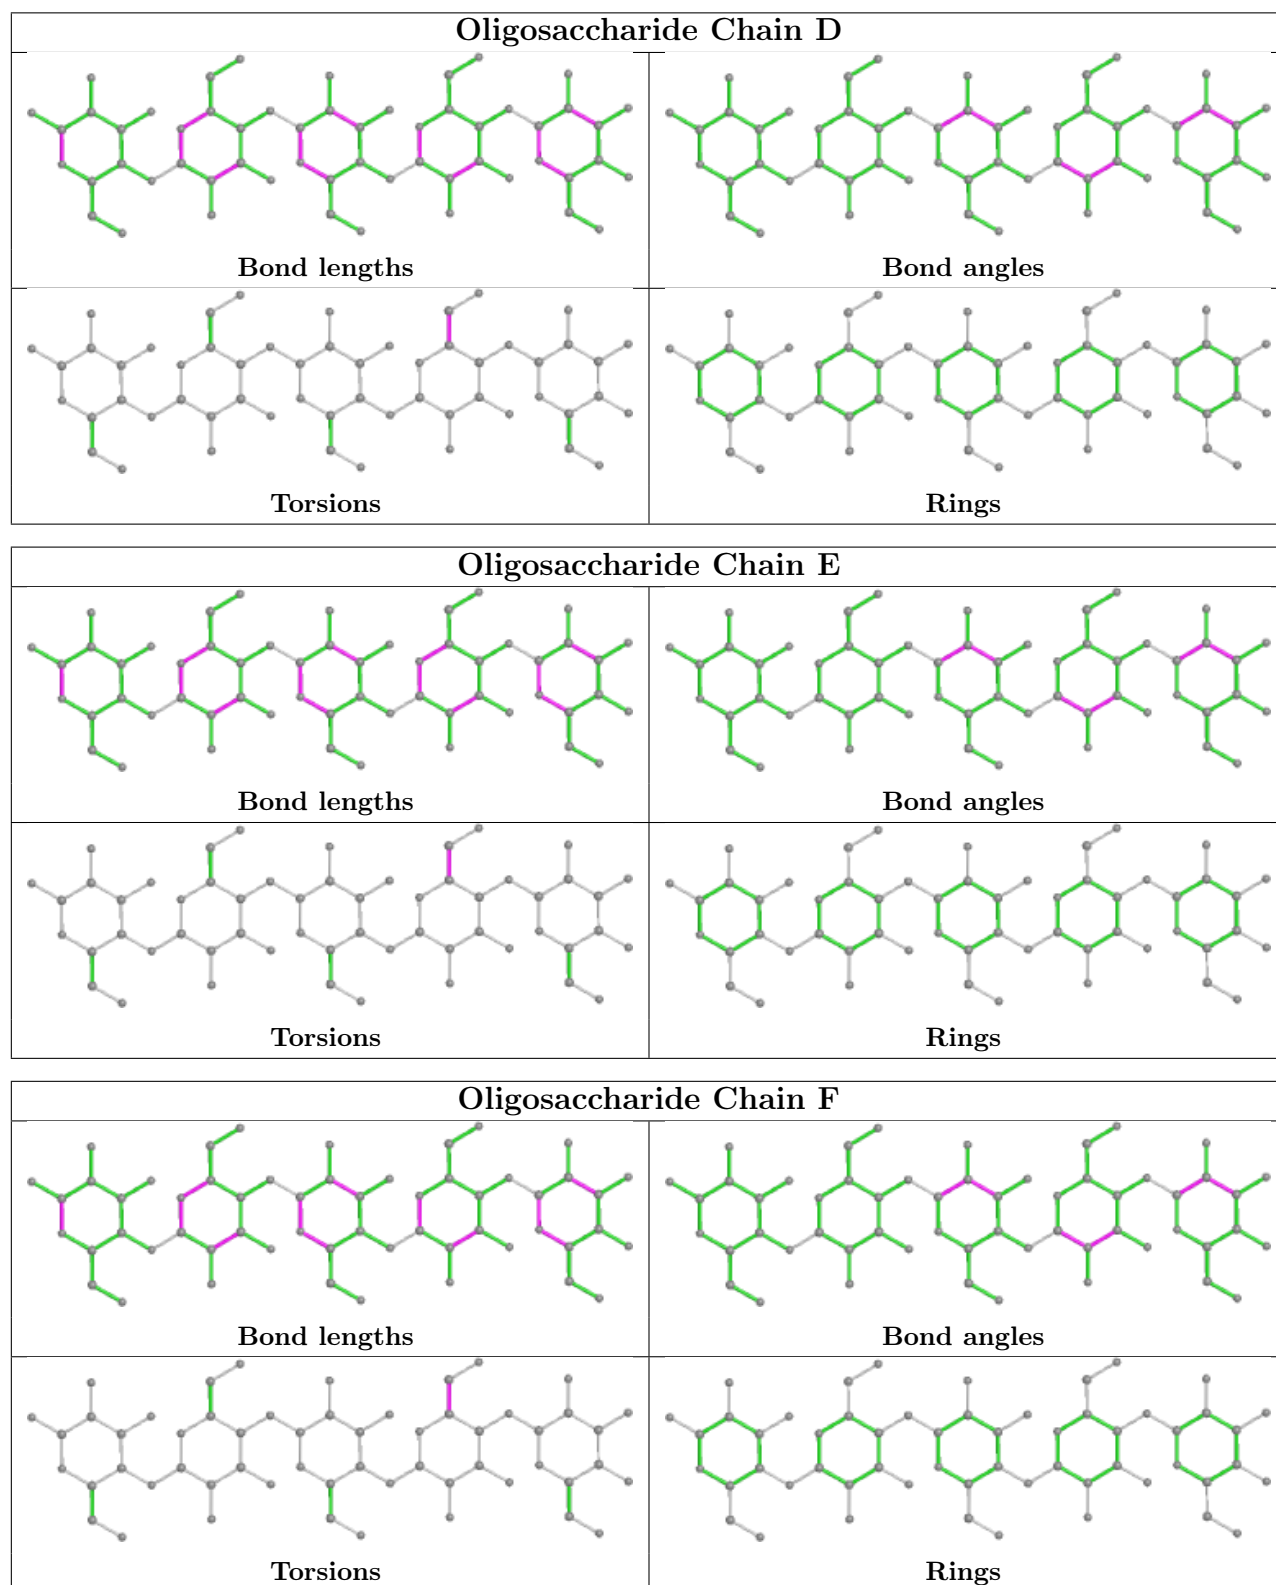 Oligosaccharide Chain D
Bond lengths
Bond angles
Torsions
Rings
Oligosaccharide Chain E
Bond lengths
Bond angles
Torsions
Rings
Oligosaccharide Chain F
Bond lengths
Bond angles
Torsions
Rings